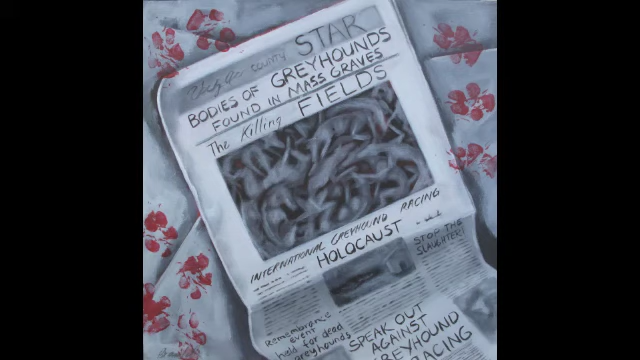 COUNTY STAR
BODIES OF GREYHOUNDS
FOUND IN MASS GRAVES
The Killing FIELDS
INTERNATIONAL GREYHOUND RACING
HOLOCAUST
STOP THE
SLAUGHTER!
Remembrance
event
held for dead
greyhounds
SPEAK OUT
AGAINST
GREYHOUND
RACING